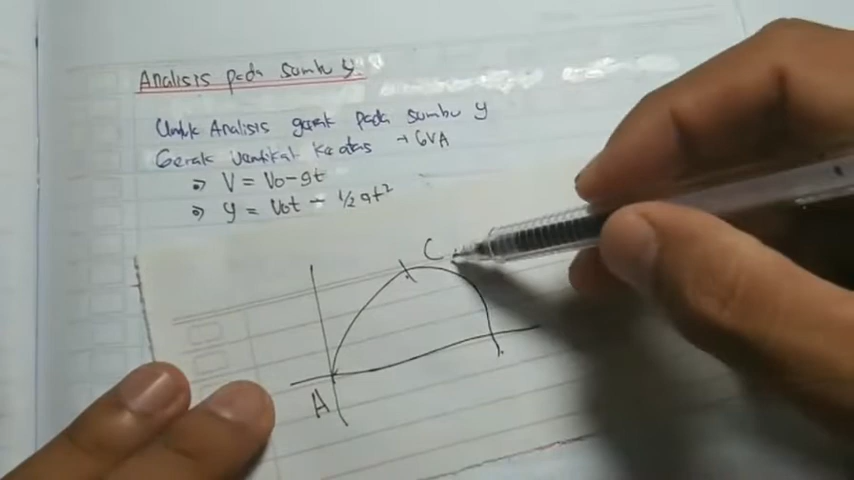 Analisis pada Sumbu y.
Untuk Analisis gerak pada sumbu y
Gerak Vertikal Ke atas → GVA
⇒ V = Vo - gt
⇒ y = Vot - 1/2 gt²
C
A